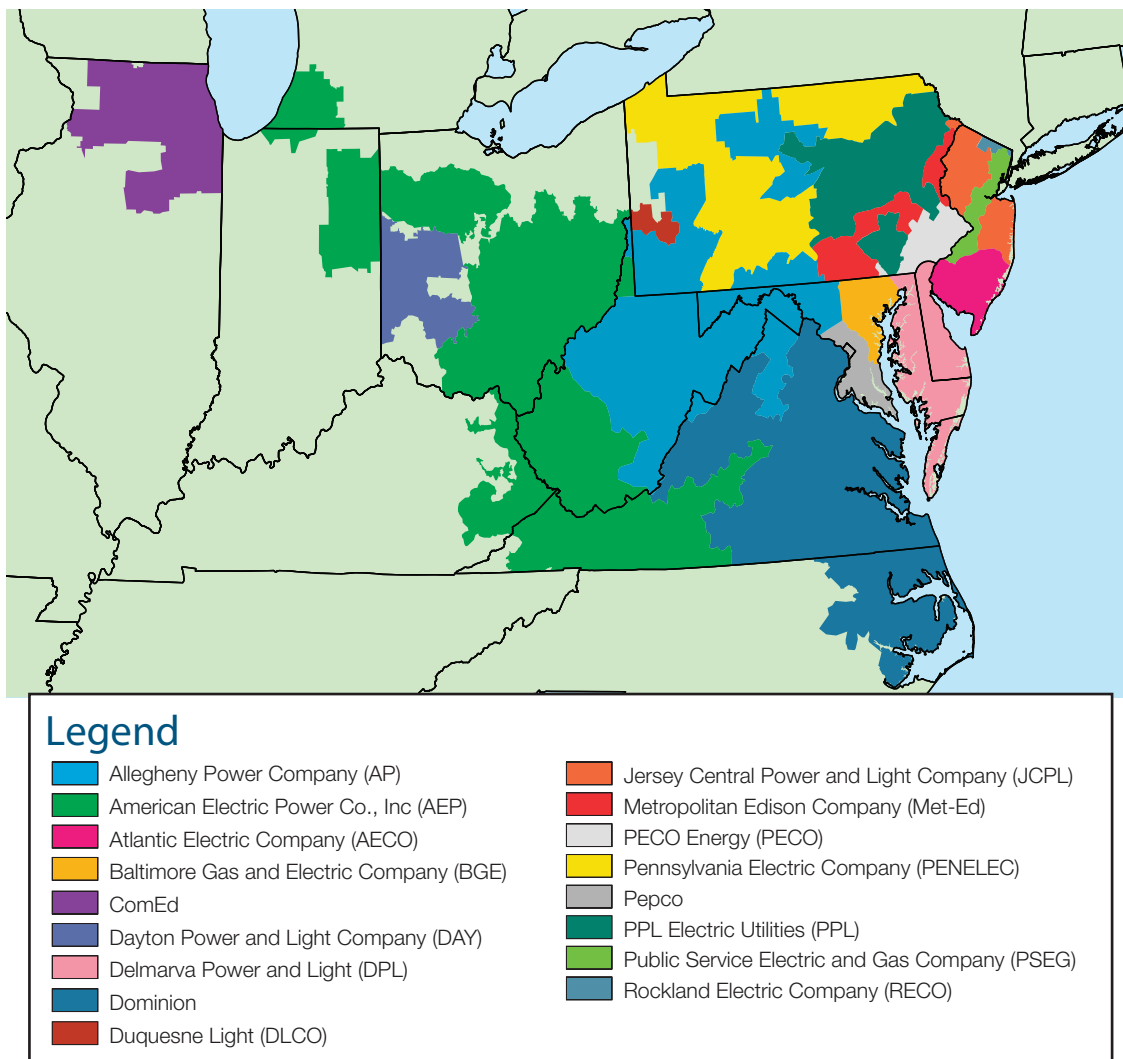 Legend
Allegheny Power Company (AP)
American Electric Power Co., Inc (AEP)
Atlantic Electric Company (AECO)
Baltimore Gas and Electric Company (BGE)
ComEd
Dayton Power and Light Company (DAY)
Delmarva Power and Light (DPL)
Dominion
Duquesne Light (DLCO)
Jersey Central Power and Light Company (JCPL)
Metropolitan Edison Company (Met-Ed)
PECO Energy (PECO)
Pennsylvania Electric Company (PENELEC)
Pepco
PPL Electric Utilities (PPL)
Public Service Electric and Gas Company (PSEG)
Rockland Electric Company (RECO)